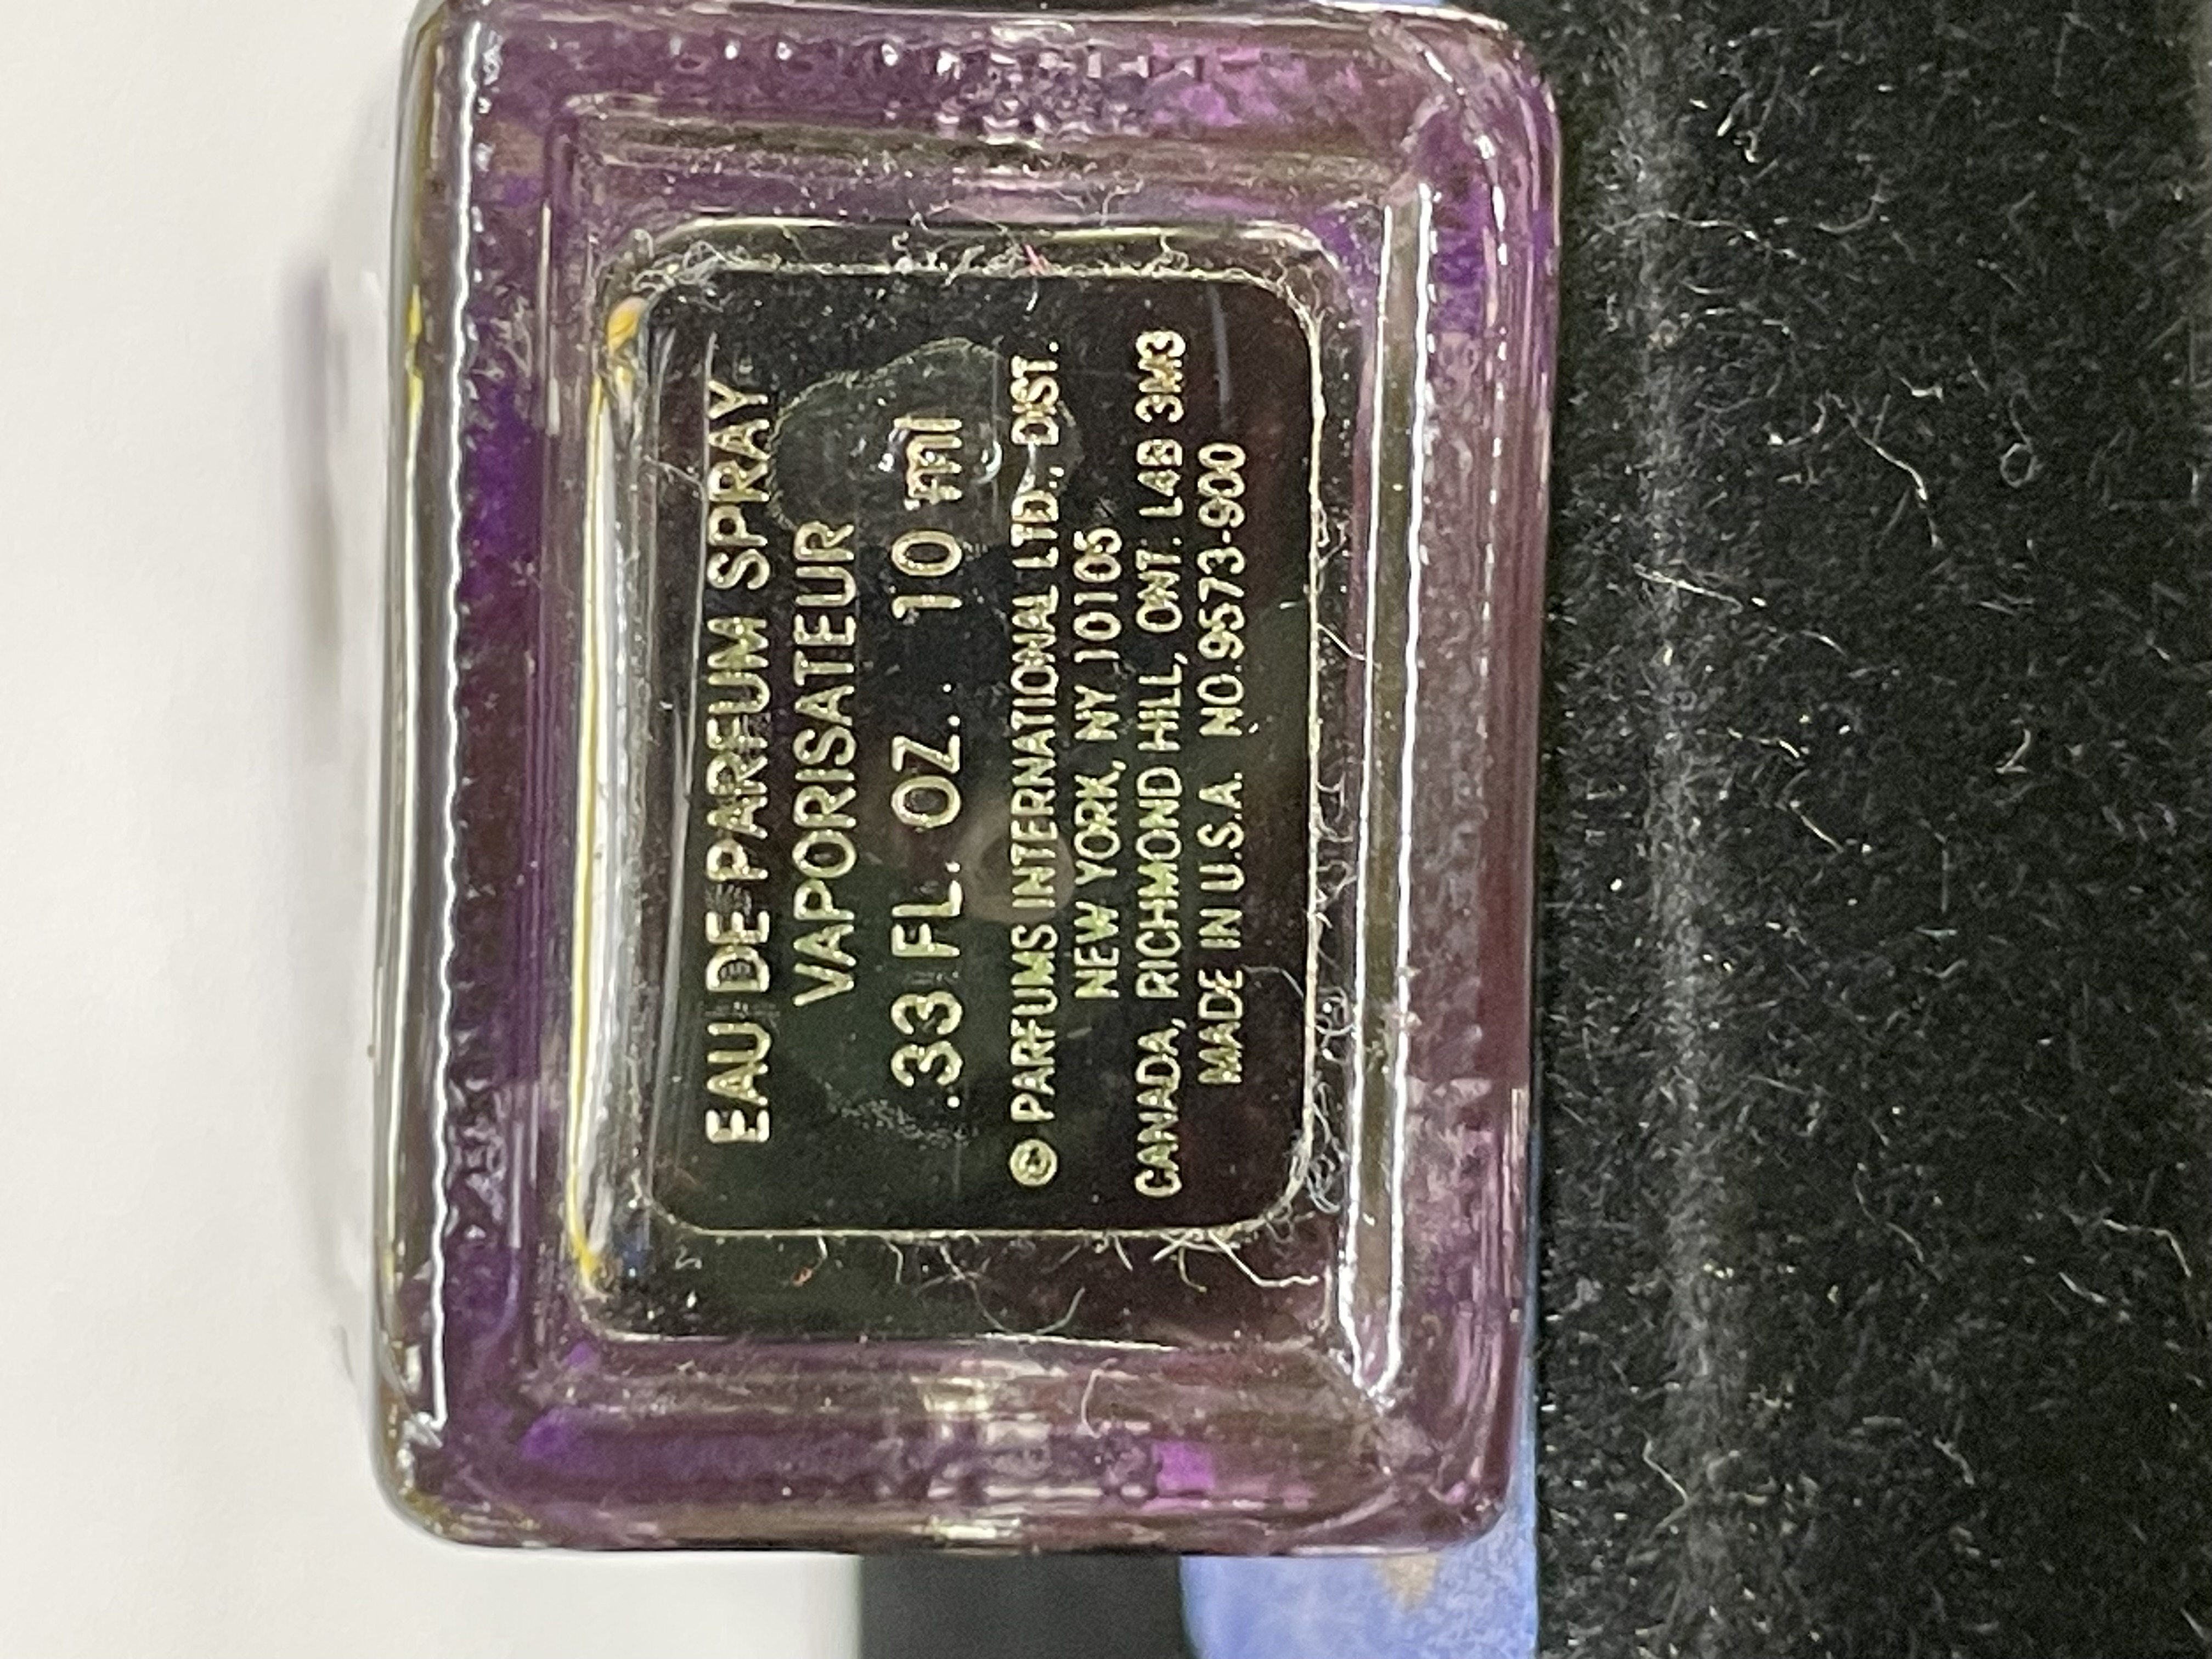 EAU DE PARFUM SPRAY
VAPORISATEUR
.33 FL. OZ. 10 ml
© PARFUMS INTERNATIONAL LTD., DIST.
NEW YORK, NY 10105
CANADA, RICHMOND HILL, ONT. L4B 3M3
MADE IN U.S.A. NO.9573-900